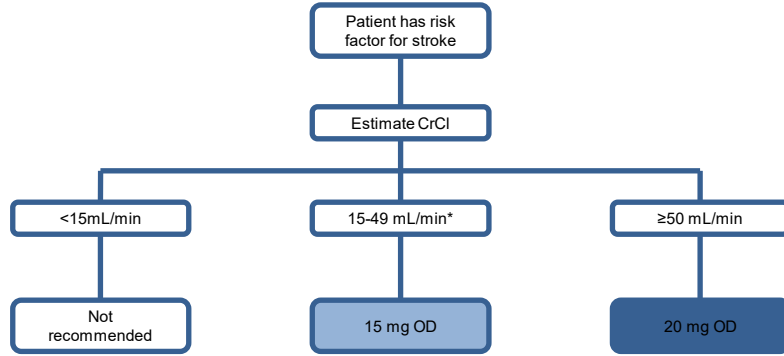 Patient has risk
factor for stroke
Estimate CrCl
<15mL/min
15-49 mL/min*
≥50 mL/min
Not
recommended
15 mg OD
20 mg OD